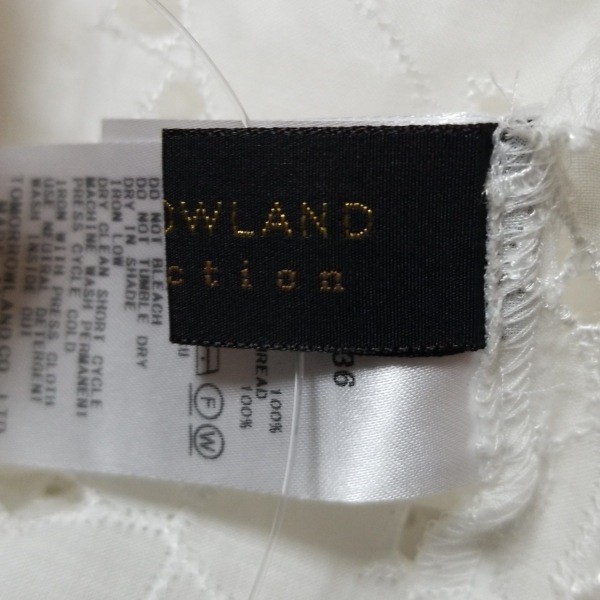 OWLAND
ction
DO NOT BLEACH
DO NOT TUMBLE DRY
DRY IN SHADE
IRON LOW
DRY CLEAN SHORT CYCLE
MACHINE WASH PERMANENT
PRESS CYCLE COLD
IRON WITH PRESS CLOTH
USE NEUTRAL DETERGENT
WASH INSIDE OUT
TOMORROWLAND CO.,LTD.
36
100%
READ 100%
F
W